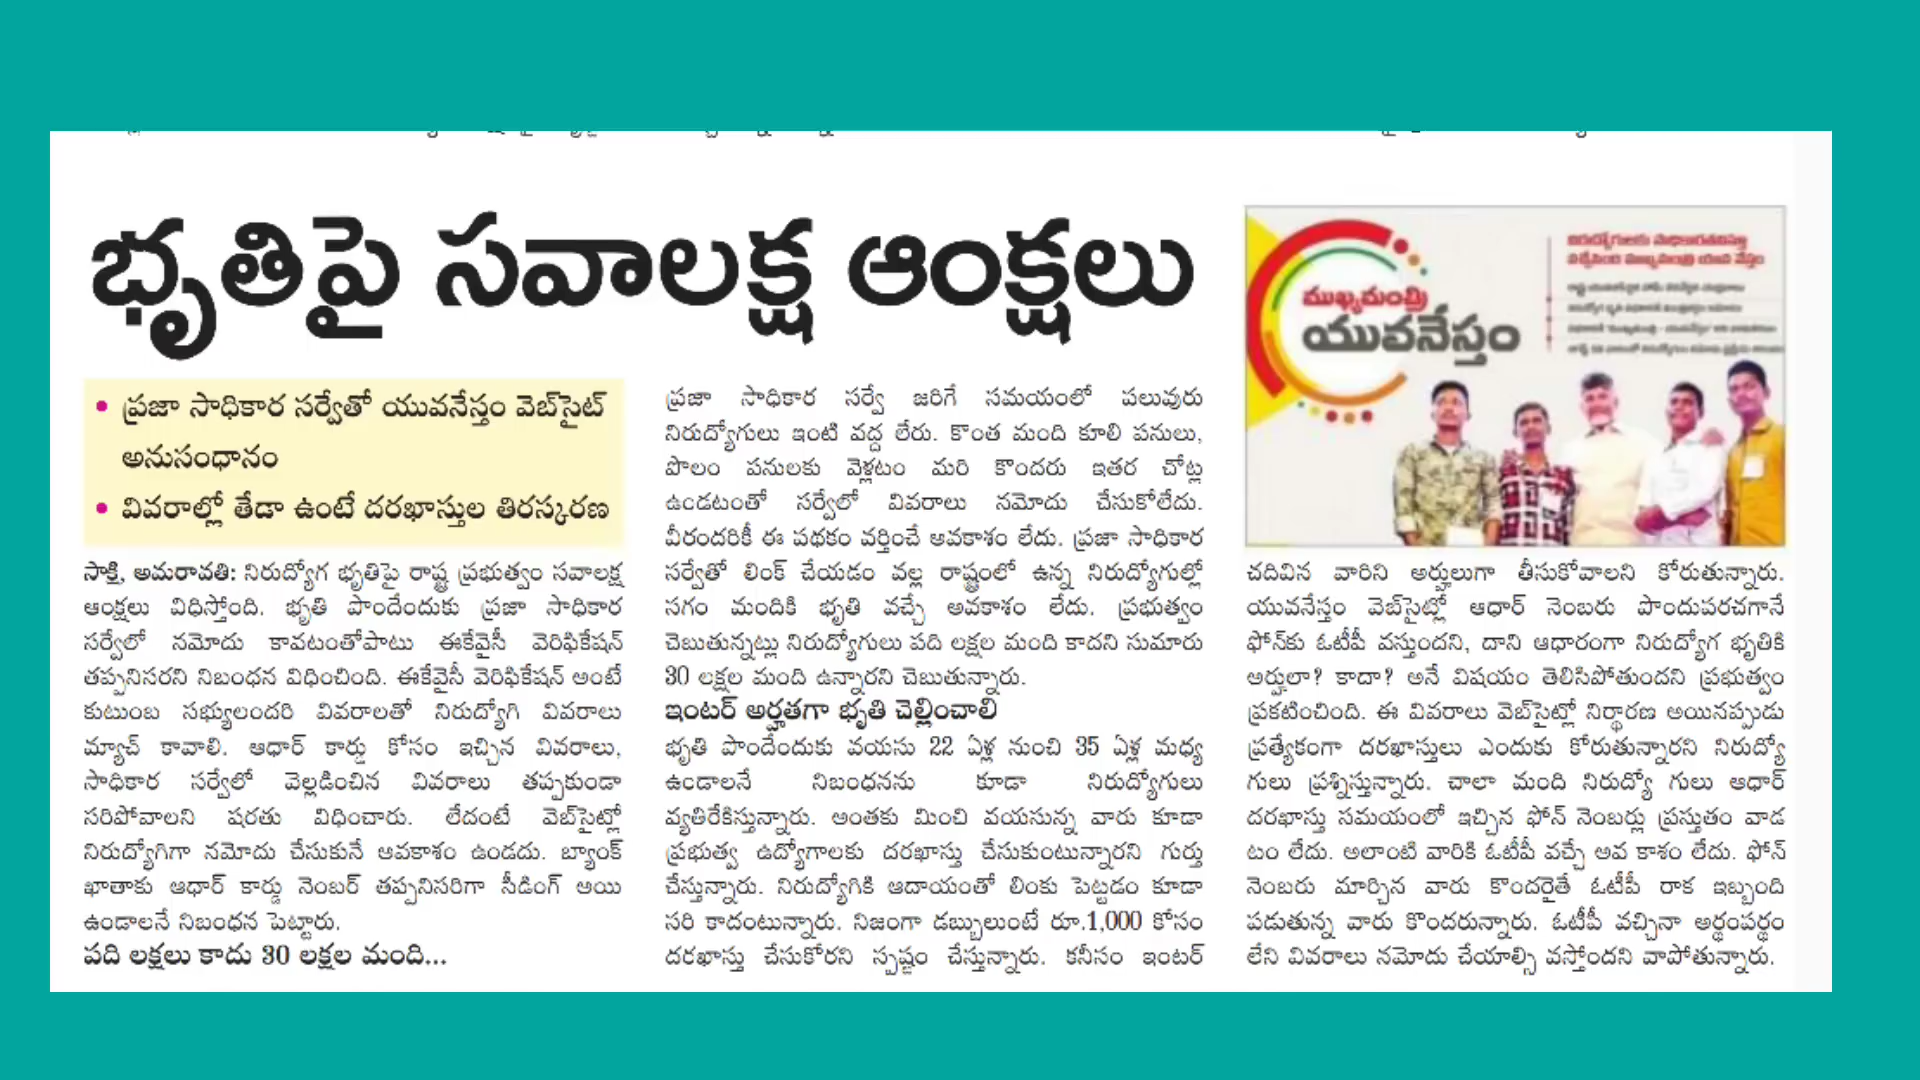 భృతిపై సవాలక్ష ఆంక్షలు
• ప్రజా సాధికార సర్వేతో యువనేస్తం వెబ్‌సైట్
అనుసంధానం
• వివరాల్లో తేడా ఉంటే దరఖాస్తుల తిరస్కరణ
సాక్షి, అమరావతి: నిరుద్యోగ భృతిపై రాష్ట్ర ప్రభుత్వం సవాలక్ష
ఆంక్షలు విధిస్తోంది. భృతి పొందేందుకు ప్రజా సాధికార
సర్వేలో నమోదు కావటంతోపాటు ఈకేవైసీ వెరిఫికేషన్
తప్పనిసరని నిబంధన విధించింది. ఈకేవైసీ వెరిఫికేషన్ అంటే
కుటుంబ సభ్యులందరి వివరాలతో నిరుద్యోగి వివరాలు
మ్యాచ్ కావాలి. ఆధార్ కార్డు కోసం ఇచ్చిన వివరాలు,
సాధికార సర్వేలో వెల్లడించిన వివరాలు తప్పకుండా
సరిపోవాలని షరతు విధించారు. లేదంటే వెబ్‌సైట్లో
నిరుద్యోగిగా నమోదు చేసుకునే ఆవకాశం ఉండదు. బ్యాంక్
ఖాతాకు ఆధార్ కార్డు నెంబర్ తప్పనిసరిగా సీడింగ్ అయి
ఉండాలనే నిబంధన పెట్టారు.
పది లక్షలు కాదు 30 లక్షల మంది...
ప్రజా సాధికార సర్వే జరిగే సమయంలో పలువురు
నిరుద్యోగులు ఇంటి వద్ద లేరు. కొంత మంది కూలి పనులు,
పొలం పనులకు వెళ్లటం మరి కొందరు ఇతర చోట్ల
ఉండటంతో సర్వేలో వివరాలు నమోదు చేసుకోలేదు.
వీరందరికీ ఈ పథకం వర్తించే ఆవకాశం లేదు. ప్రజా సాధికార
సర్వేతో లింక్ చేయడం వల్ల రాష్ట్రంలో ఉన్న నిరుద్యోగుల్లో
సగం మందికి భృతి వచ్చే అవకాశం లేదు. ప్రభుత్వం
చెబుతున్నట్లు నిరుద్యోగులు పది లక్షల మంది కాదని సుమారు
30 లక్షల మంది ఉన్నారని చెబుతున్నారు.
ఇంటర్ అర్హతగా భృతి చెల్లించాలి
భృతి పొందేందుకు వయసు 22 ఏళ్ల నుంచి 35 ఏళ్ల మధ్య
ఉండాలనే నిబంధనను కూడా నిరుద్యోగులు
వ్యతిరేకిస్తున్నారు. అంతకు మించి వయసున్న వారు కూడా
ప్రభుత్వ ఉద్యోగాలకు దరఖాస్తు చేసుకుంటున్నారని గుర్తు
చేస్తున్నారు. నిరుద్యోగికి ఆదాయంతో లింకు పెట్టడం కూడా
సరి కాదంటున్నారు. నిజంగా డబ్బులుంటే రూ.1,000 కోసం
దరఖాస్తు చేసుకోరని స్పష్టం చేస్తున్నారు. కనీసం ఇంటర్
ముఖ్యమంత్రి
యువనేస్తం
చదివిన వారిని అర్హులుగా తీసుకోవాలని కోరుతున్నారు.
యువనేస్తం వెబ్‌సైట్లో ఆధార్ నెంబరు పొందుపరచగానే
ఫోన్‌కు ఓటీపీ వస్తుందని, దాని ఆధారంగా నిరుద్యోగ భృతికి
అర్హులా? కాదా? అనే విషయం తెలిసిపోతుందని ప్రభుత్వం
ప్రకటించింది. ఈ వివరాలు వెబ్‌సైట్లో నిర్ధారణ అయినప్పుడు
ప్రత్యేకంగా దరఖాస్తులు ఎందుకు కోరుతున్నారని నిరుద్యో
గులు ప్రశ్నిస్తున్నారు. చాలా మంది నిరుద్యో గులు ఆధార్
దరఖాస్తు సమయంలో ఇచ్చిన ఫోన్ నెంబర్లు ప్రస్తుతం వాడ
టం లేదు. అలాంటి వారికి ఓటీపీ వచ్చే అవ కాశం లేదు. ఫోన్
నెంబరు మార్చిన వారు కొందరైతే ఓటీపీ రాక ఇబ్బంది
పడుతున్న వారు కొందరున్నారు. ఓటీపీ వచ్చినా అర్థంపర్థం
లేని వివరాలు నమోదు చేయాల్సి వస్తోందని వాపోతున్నారు.